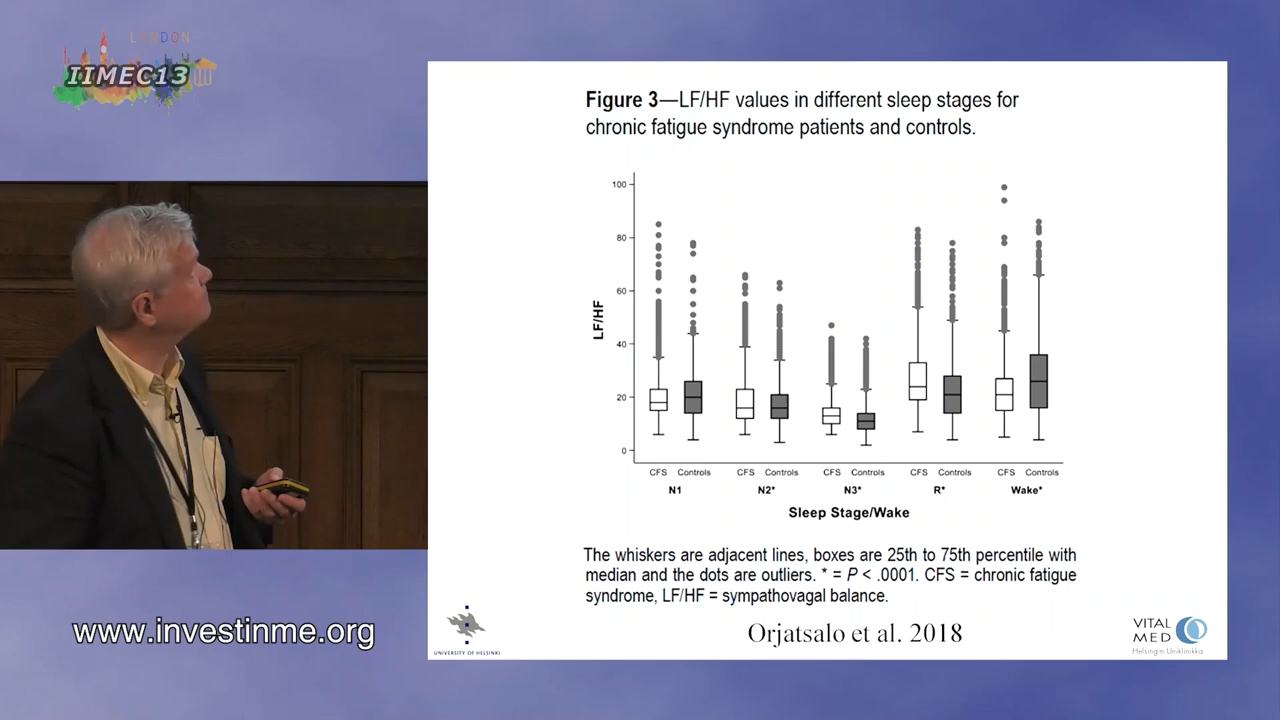 LONDON
IIMEC13
Figure 3—LF/HF values in different sleep stages for
chronic fatigue syndrome patients and controls.
100
80
60
40
20
0
LF/HF
CFS Controls CFS Controls CFS Controls CFS Controls CFS Controls
N1 N2* N3* R* Wake*
Sleep Stage/Wake
The whiskers are adjacent lines, boxes are 25th to 75th percentile with
median and the dots are outliers. * = P < .0001. CFS = chronic fatigue
syndrome, LF/HF = sympathovagal balance.
www.investinme.org
UNIVERSITY OF HELSINKI
Orjatsalo et al. 2018
VITAL
MED
Helsingin Uniklinikka